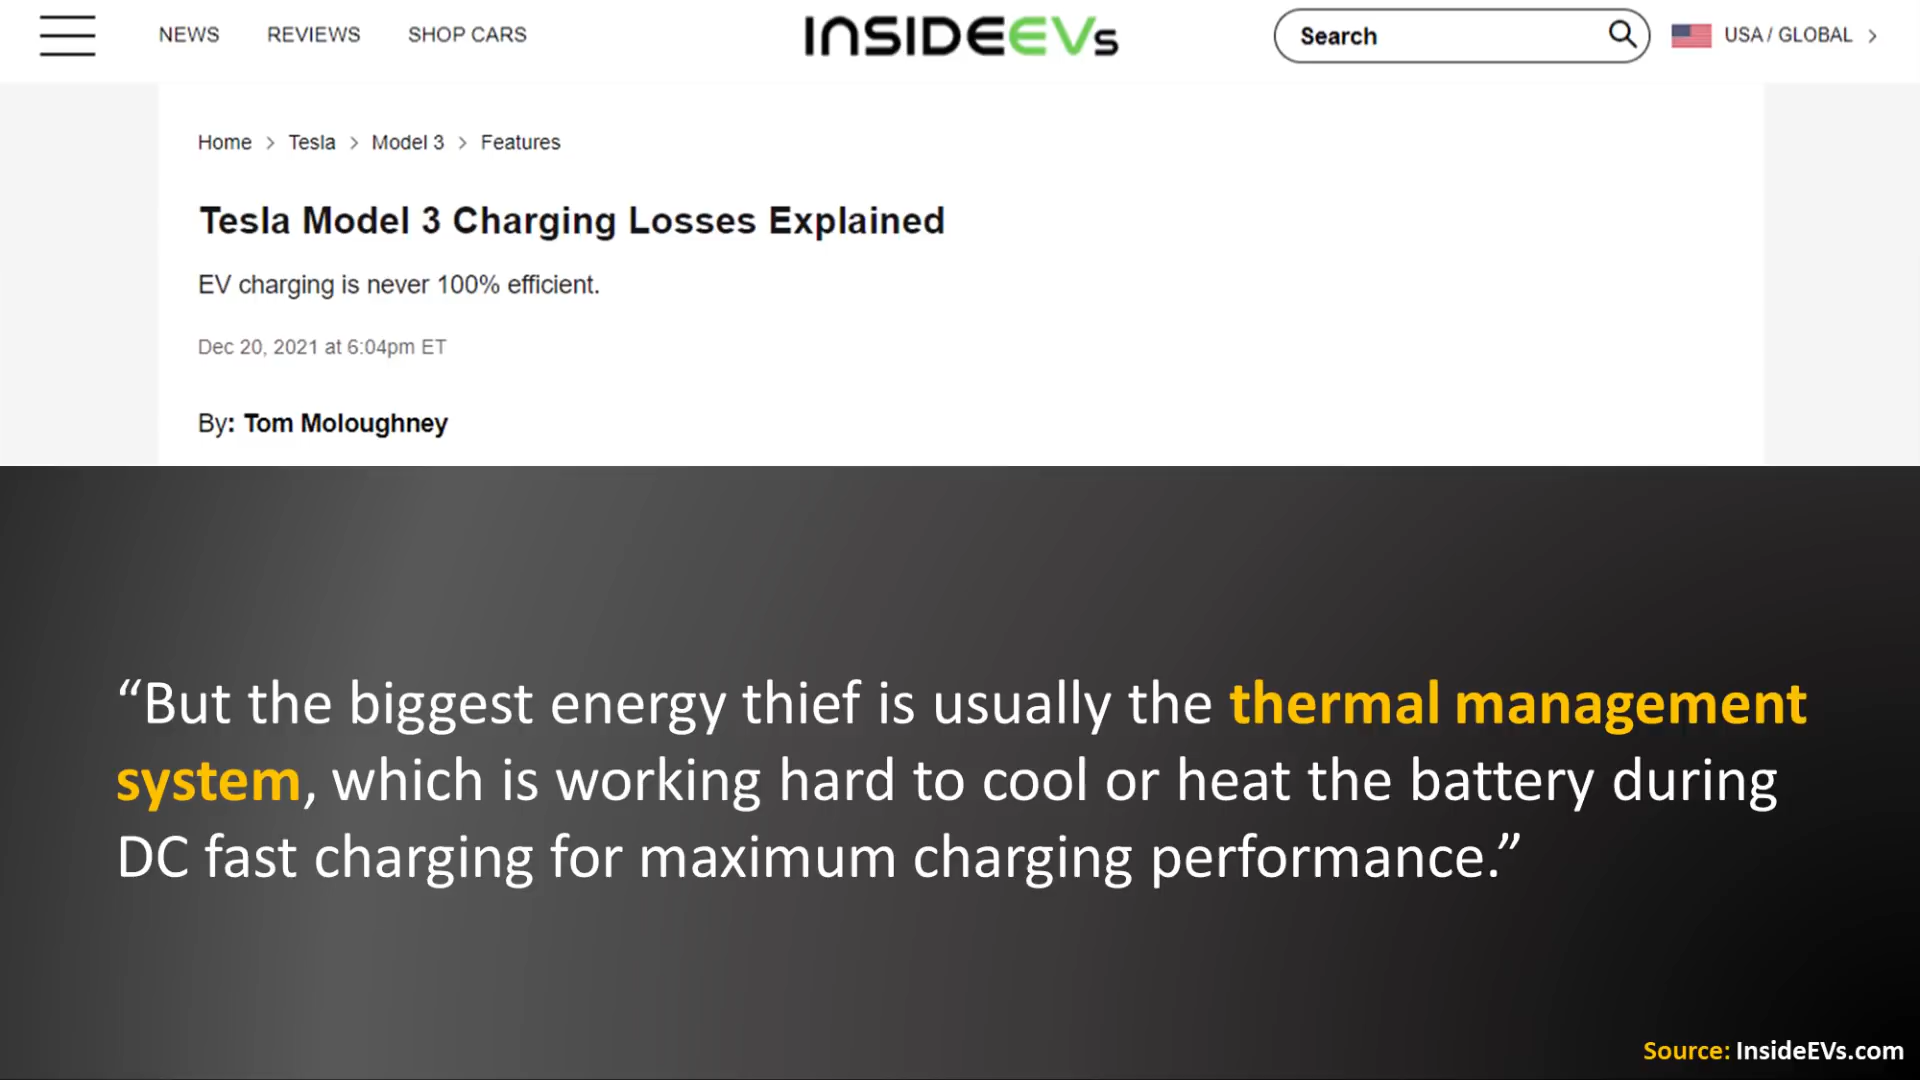 NEWS REVIEWS SHOP CARS INSIDEEVs Search USA / GLOBAL
Home > Tesla > Model 3 > Features
Tesla Model 3 Charging Losses Explained
EV charging is never 100% efficient.
Dec 20, 2021 at 6:04pm ET
By: Tom Moloughney
“But the biggest energy thief is usually the thermal management
system, which is working hard to cool or heat the battery during
DC fast charging for maximum charging performance.”
Source: InsideEVs.com